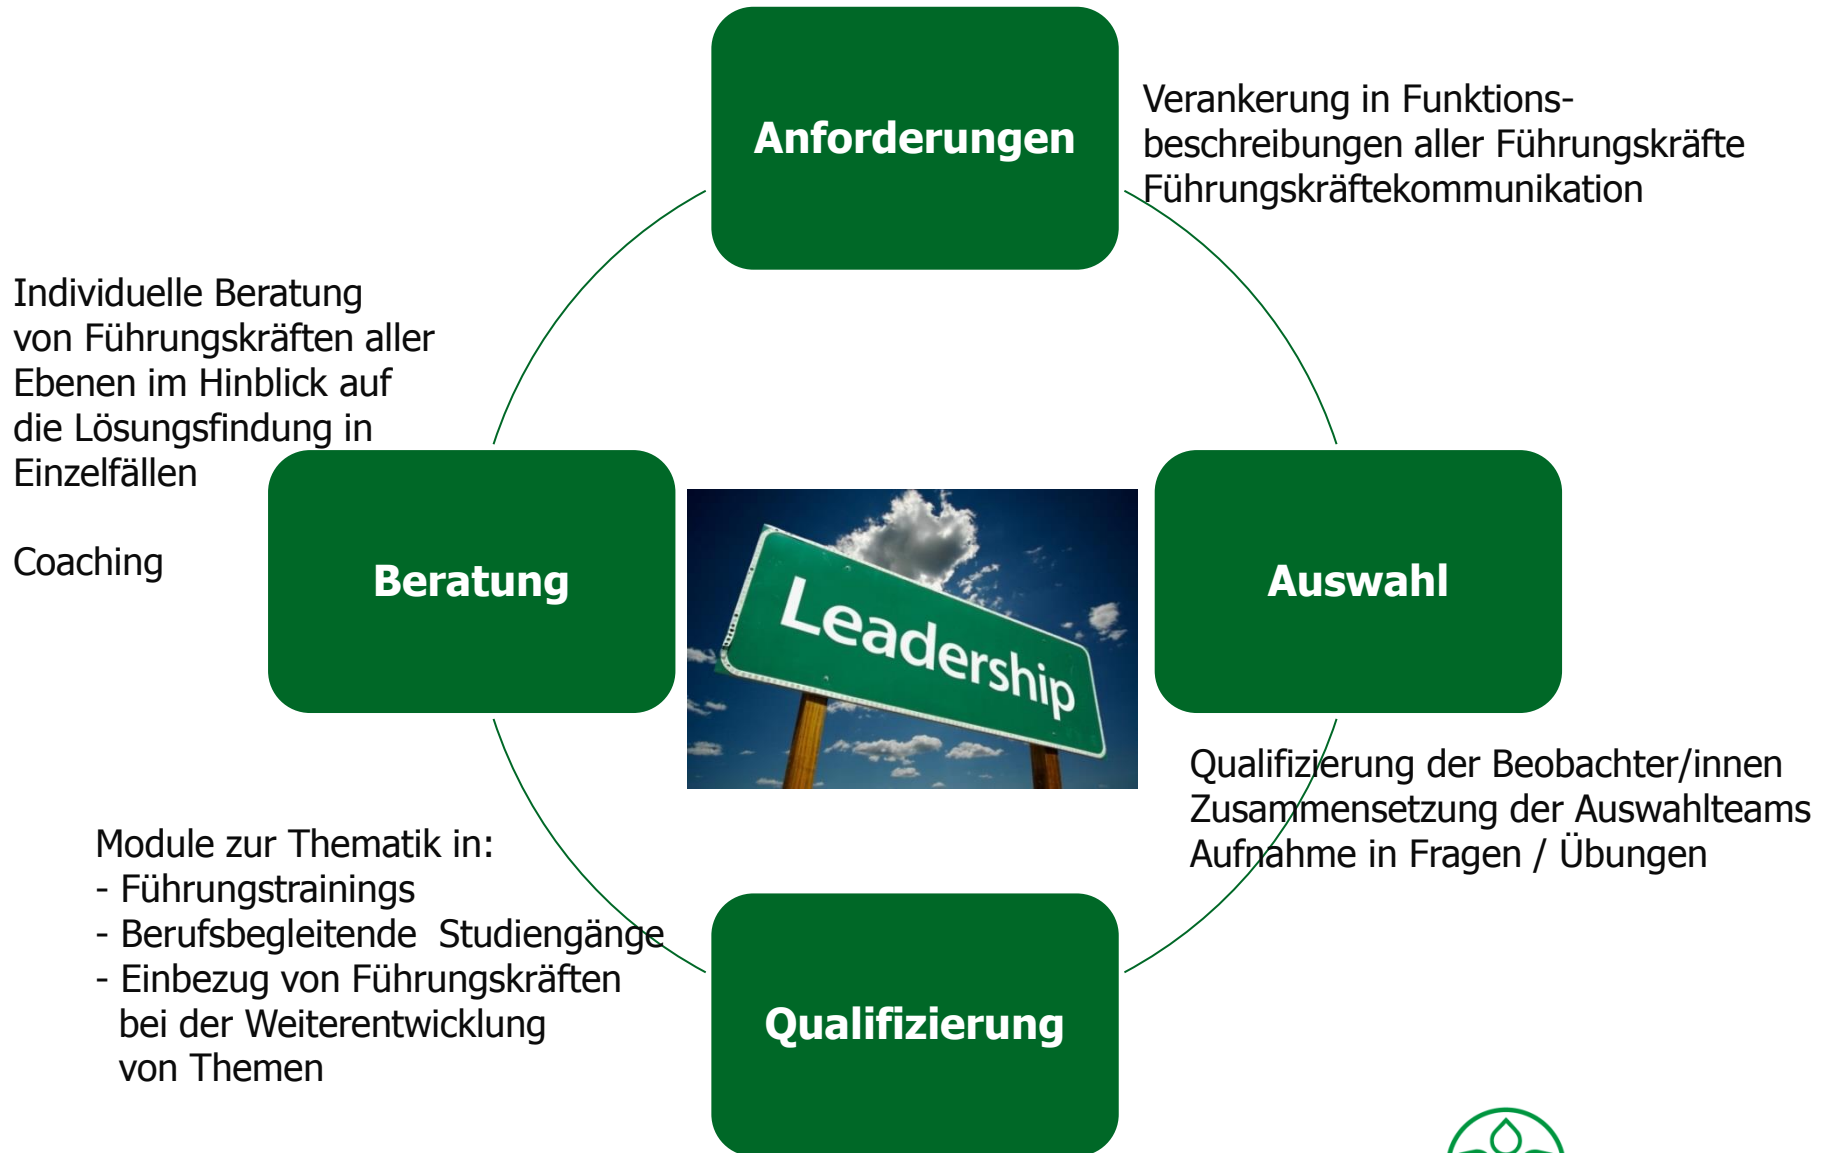 Anforderungen
Verankerung in Funktions-
beschreibungen aller Führungskräfte
Führungskräftekommunikation
Individuelle Beratung
von Führungskräften aller
Ebenen im Hinblick auf
die Lösungsfindung in
Einzelfällen
Coaching
Beratung
Leadership
Auswahl
Qualifizierung der Beobachter/innen
Zusammensetzung der Auswahlteams
Aufnahme in Fragen / Übungen
Module zur Thematik in:
- Führungstrainings
- Berufsbegleitende  Studiengänge
- Einbezug von Führungskräften
bei der Weiterentwicklung
von Themen
Qualifizierung